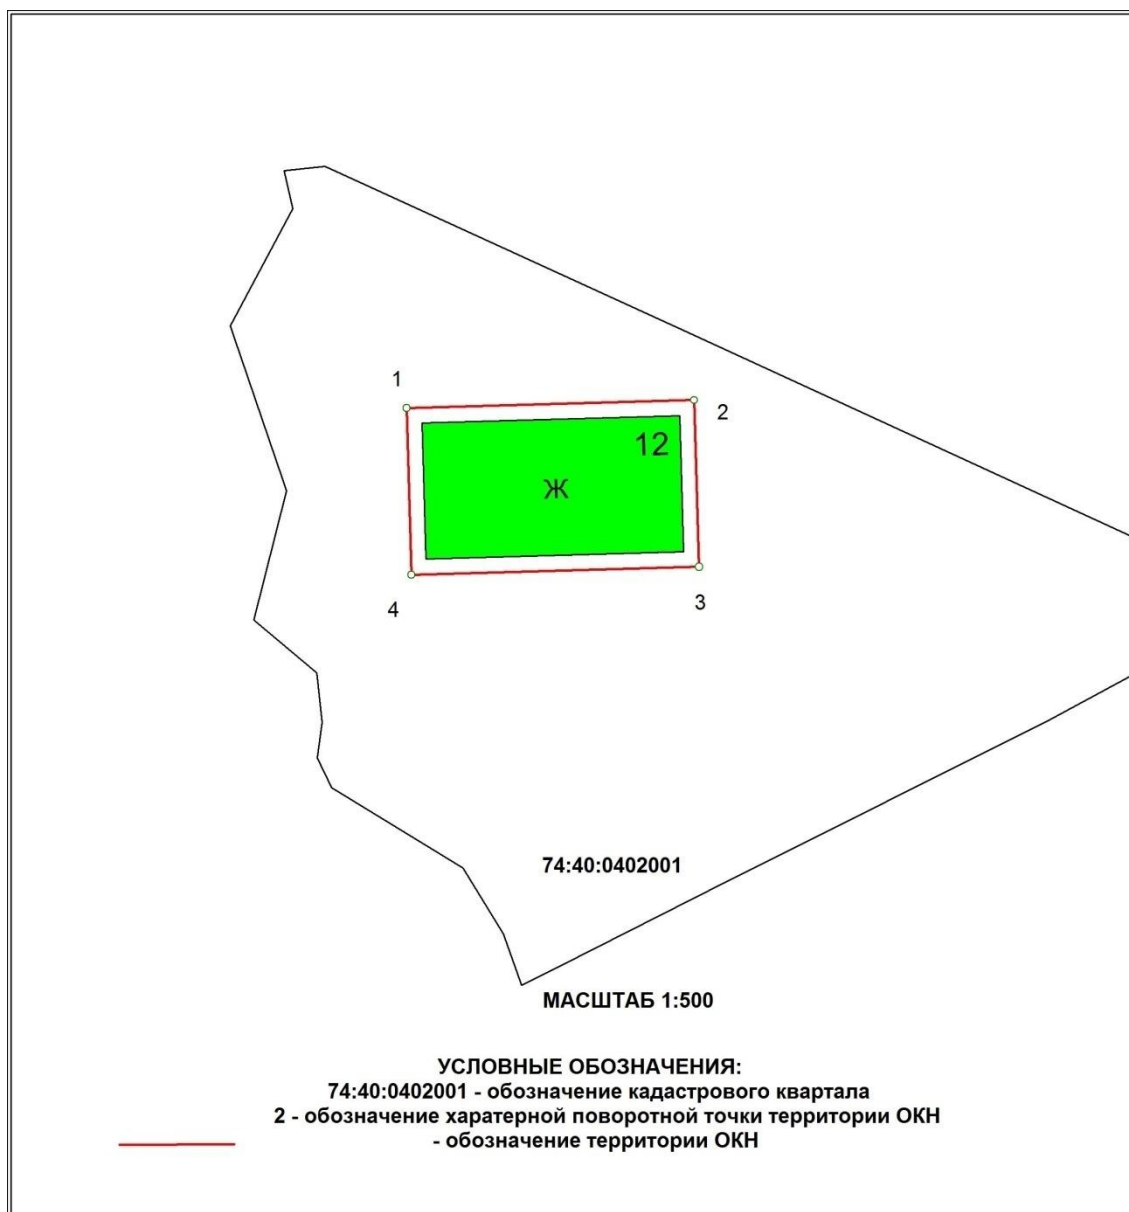 1
2
12
Ж
4
3
74:40:0402001
МАСШТАБ 1:500
УСЛОВНЫЕ ОБОЗНАЧЕНИЯ:
74:40:0402001 - обозначение кадастрового квартала
2 - обозначение харатерной поворотной точки территории ОКН
- обозначение территории ОКН